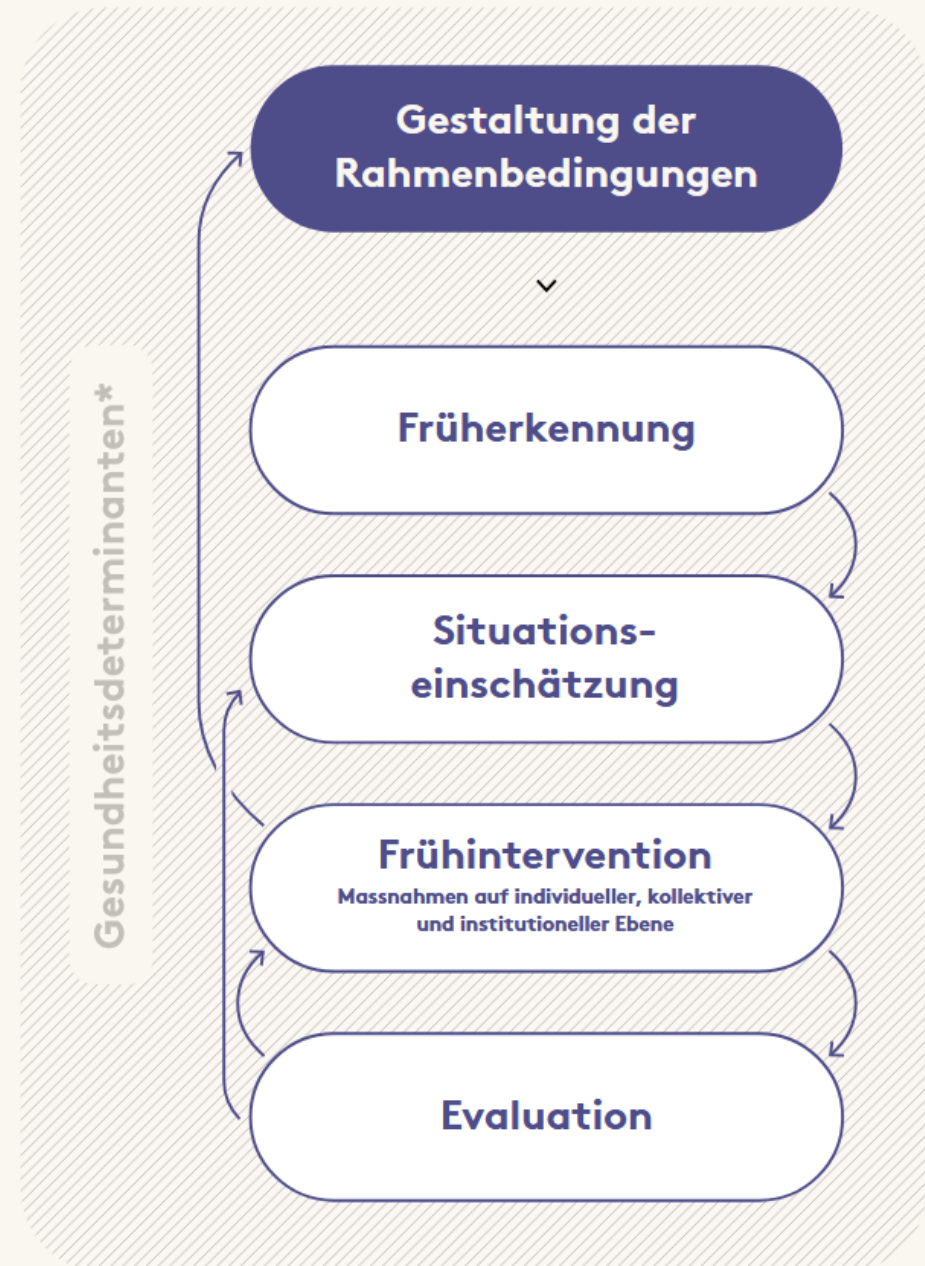 Gestaltung der
Rahmenbedingungen
Früherkennung
Situations-
einschätzung
Frühintervention
Massnahmen auf individueller, kollektiver
und institutioneller Ebene
Evaluation
Gesundheitsdeterminanten*